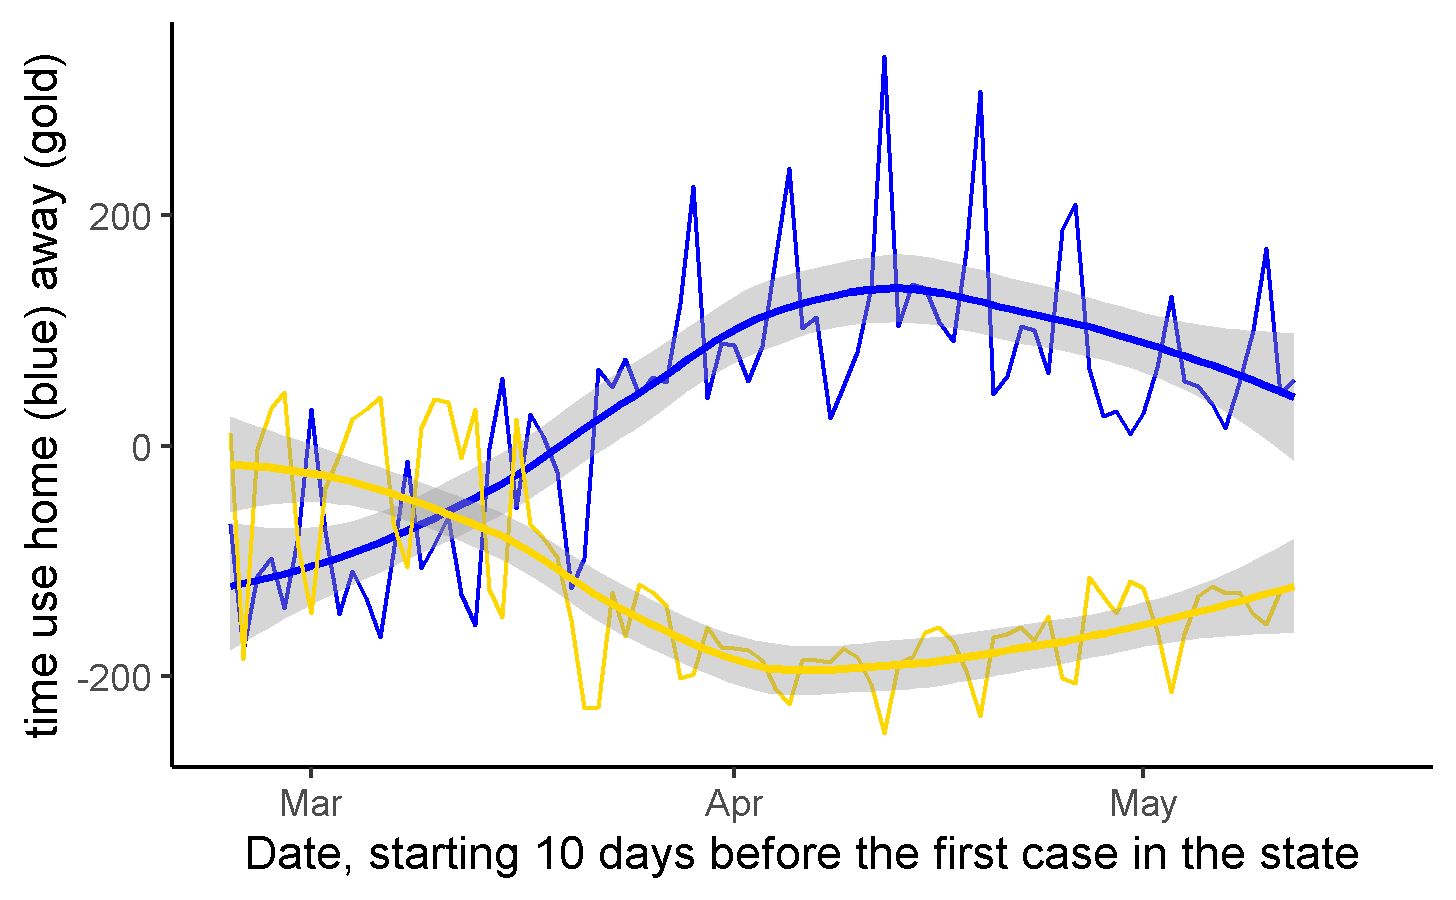 time use home (blue) away (gold)
200
0
-200
Mar
Apr
May
Date, starting 10 days before the first case in the state